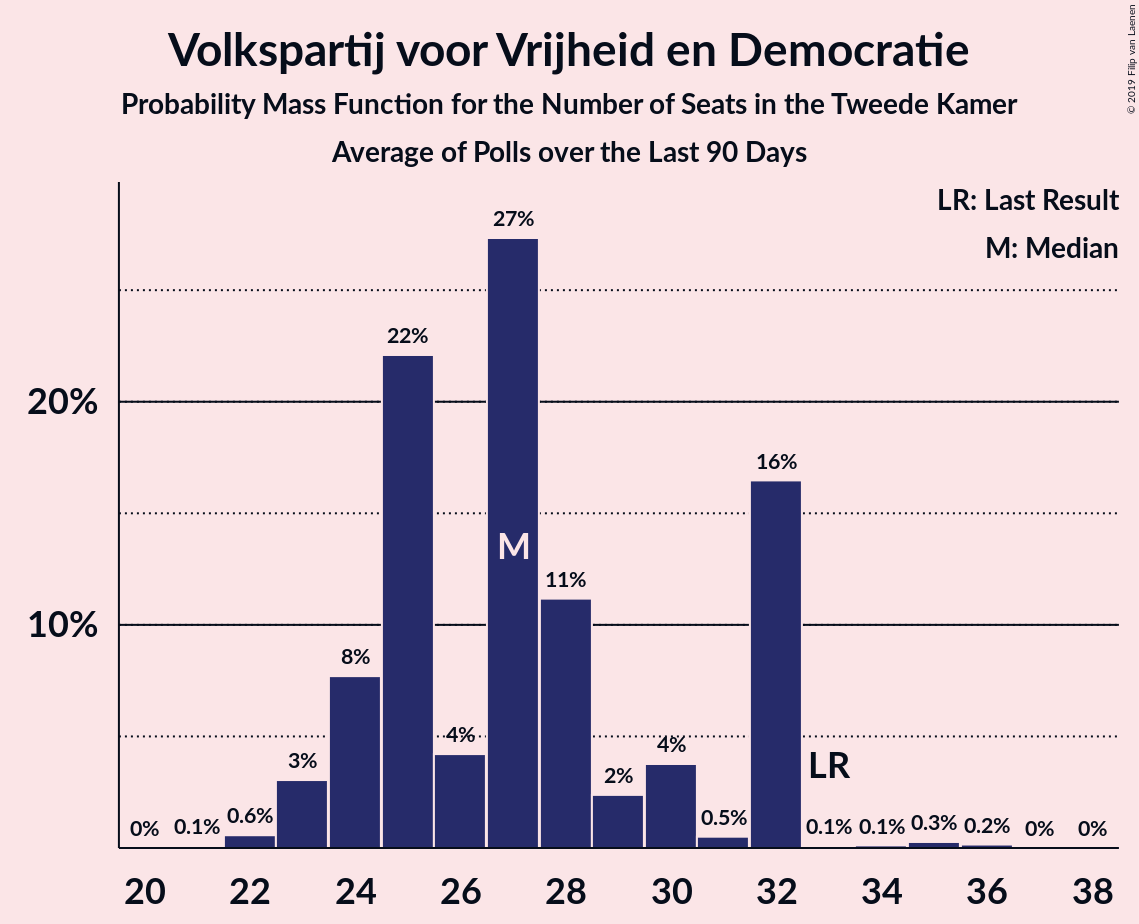 Volkspartij voor Vrijheid en Democratie
Probability Mass Function for the Number of Seats in the Tweede Kamer
Average of Polls over the Last 90 Days
© 2019 Filip van Laenen
LR: Last Result
M: Median
27%
22%
20%
16%
M
11%
10%
8%
4%
4%
LR
3%
2%
0%
0.1%
0.6%
0.5%
0.1%
0.1%
0.3%
0.2%
0%
0%
20 22 24 26 28 30 32 34 36 38